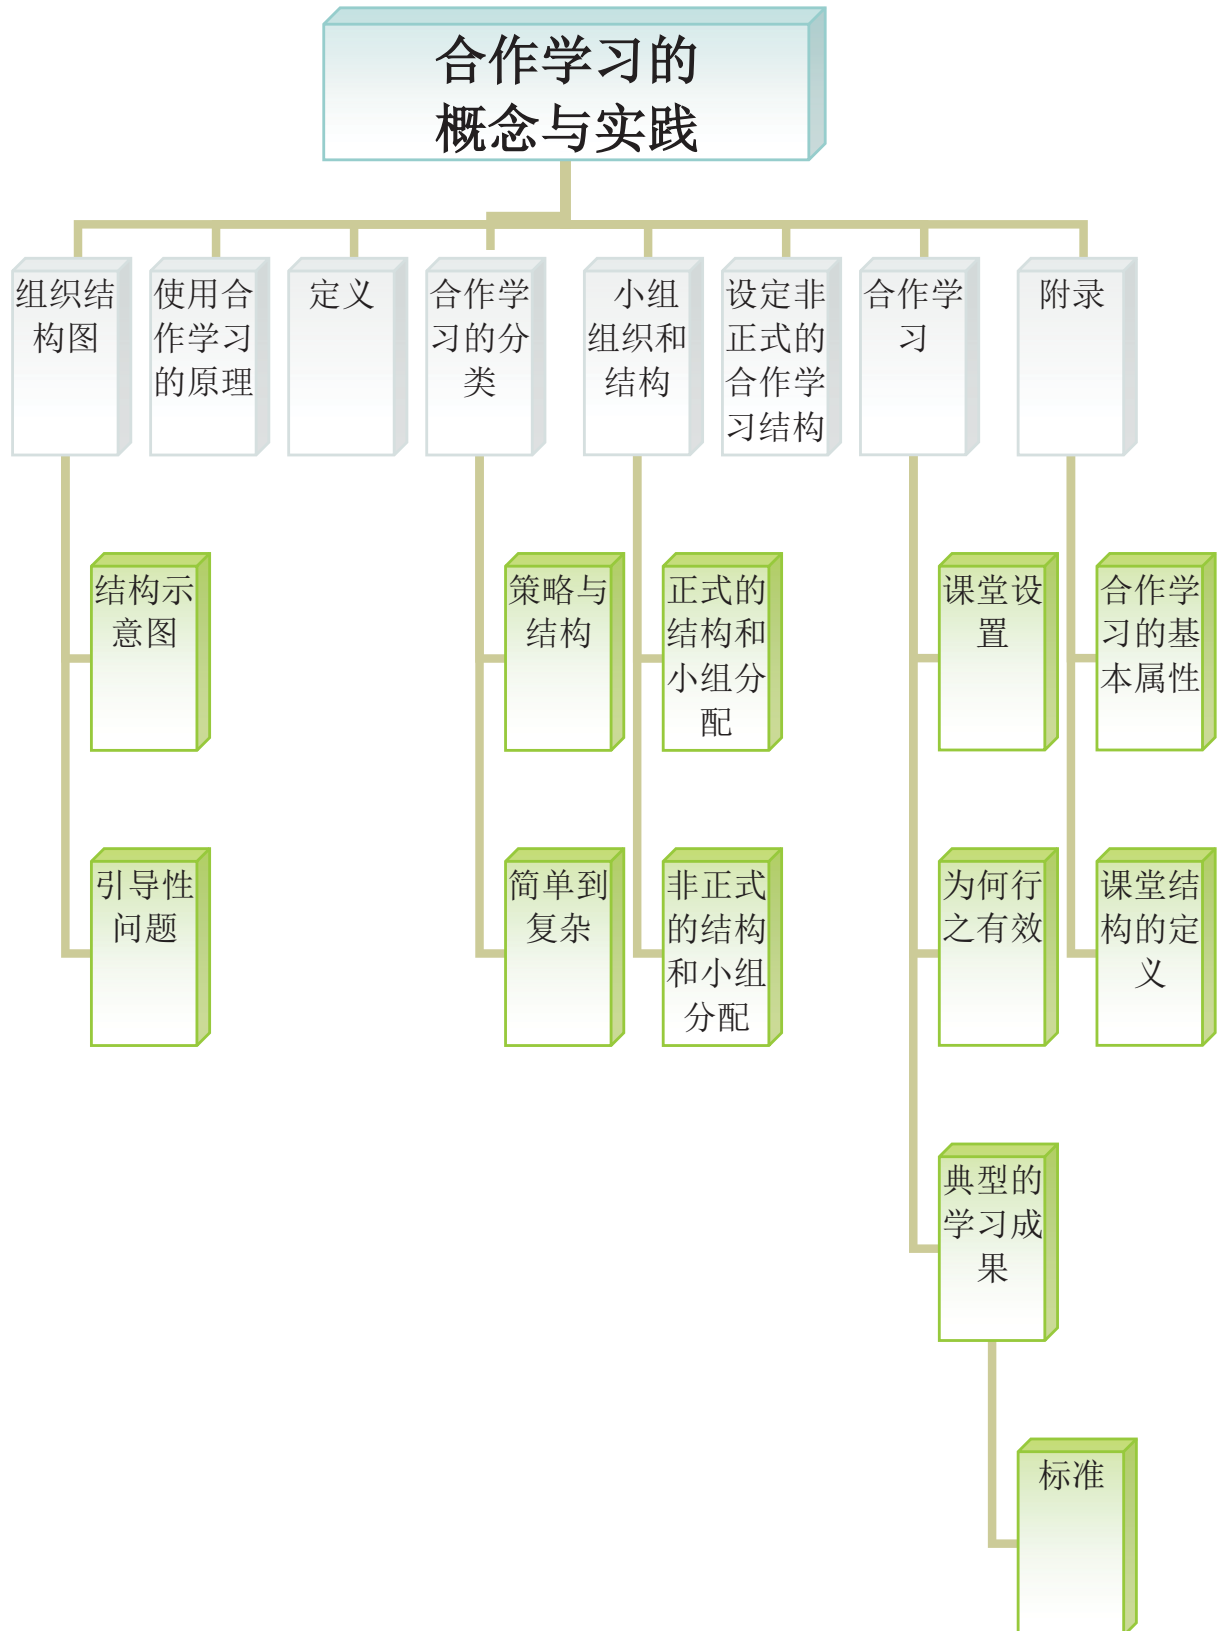 合作学习的
概念与实践
组织结
构图
使用合
作学习
的原理
定义
合作学
习的分
类
小组
组织和
结构
设定非
正式的
合作学
习结构
合作学
习
附录
结构示
意图
策略与
结构
正式的
结构和
小组分
配
课堂设
置
合作学
习的基
本属性
引导性
问题
简单到
复杂
非正式
的结构
和小组
分配
为何行
之有效
课堂结
构的定
义
典型的
学习成
果
标准